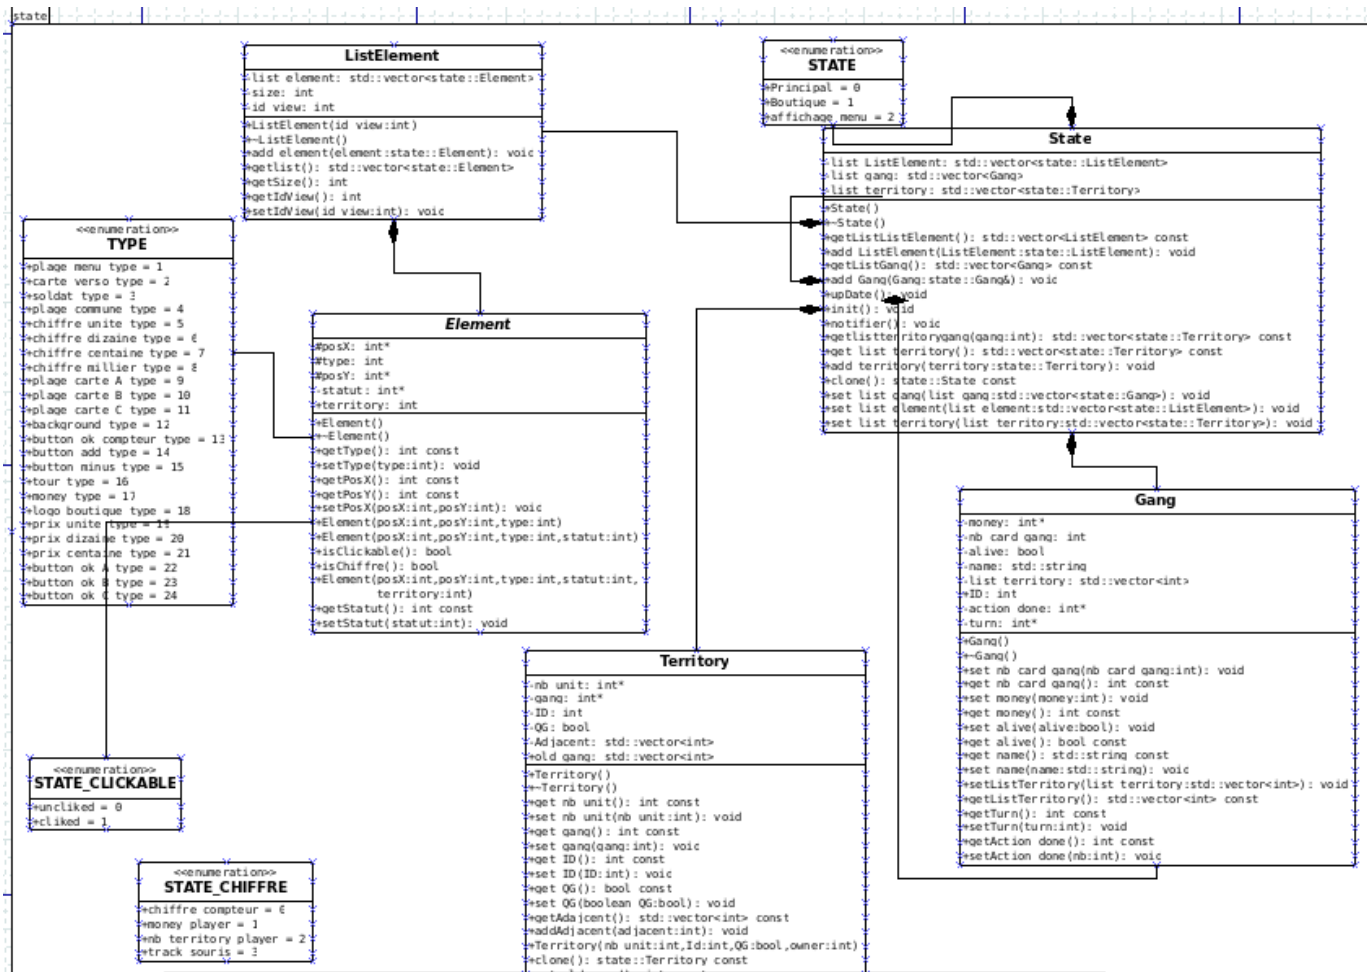 state
ListElement
list element: std::vector<state::Element>
size: int
id view: int
+ListElement(id view:int)
+~ListElement()
+add element(element:state::Element): voic
+getlist(): std::vector<state::Element>
+getSize(): int
+getIdView(): int
+setIdView(id view:int): voic
<<enumeration>>
STATE
+Principal = 0
+Boutique = 1
+affichage menu = 2
State
-list ListElement: std::vector<state::ListElement>
-list gang: std::vector<Gang>
-list territory: std::vector<state::Territory>
+State()
+~State()
+getListListElement(): std::vector<ListElement> const
+add ListElement(ListElement:state::ListElement): void
+getListGang(): std::vector<Gang> const
+add Gang(Gang:state::Gang&): voic
+upDate(): void
+init(): void
+notifier(): voic
+getlistterritorygang(gang:int): std::vector<state::Territory> const
+get list territory(): std::vector<state::Territory> const
+add territory(territory:state::Territory): void
+clone(): state::State const
+set list gang(list gang:std::vector<state::Gang>): void
+set list element(list element:std::vector<state::ListElement>): void
+set list territory(list territory:std::vector<state::Territory>): void
<<enumeration>>
TYPE
+plage menu type = 1
+carte verso type = 2
+soldat type = 3
+plage commune type = 4
+chiffre unite type = 5
+chiffre dizaine type = 6
+chiffre centaine type = 7
+chiffre millier type = 8
+plage carte A type = 9
+plage carte B type = 10
+plage carte C type = 11
+background type = 12
+button ok compteur type = 13
+button add type = 14
+button minus type = 15
+tour type = 16
+money type = 17
+logo boutique type = 18
+prix unite type = 19
+prix dizaine type = 20
+prix centaine type = 21
+button ok A type = 22
+button ok B type = 23
+button ok C type = 24
Element
#posX: int*
#type: int
#posY: int*
-statut: int*
+territory: int
+Element()
+~Element()
+getType(): int const
+setType(type:int): void
+getPosX(): int const
+getPosY(): int const
+setPosX(posX:int,posY:int): voic
+Element(posX:int,posY:int,type:int)
+Element(posX:int,posY:int,type:int,statut:int)
+isClickable(): bool
+isChiffre(): bool
+Element(posX:int,posY:int,type:int,statut:int,
territory:int)
+getStatut(): int const
+setStatut(statut:int): void
Gang
-money: int*
-nb card gang: int
-alive: bool
-name: std::string
-list territory: std::vector<int>
+ID: int
-action done: int*
-turn: int*
+Gang()
+~Gang()
+set nb card gang(nb card gang:int): void
+get nb card gang(): int const
+set money(money:int): void
+get money(): int const
+set alive(alive:bool): void
+get alive(): bool const
+get name(): std::string const
+set name(name:std::string): voic
+setListTerritory(list territory:std::vector<int>): void
+getListTerritory(): std::vector<int> const
+getTurn(): int const
+setTurn(turn:int): void
+getAction done(): int const
+setAction done(nb:int): voic
Territory
-nb unit: int*
-gang: int*
-ID: int
-QG: bool
-Adjacent: std::vector<int>
+old gang: std::vector<int>
+Territory()
+~Territory()
+get nb unit(): int const
+set nb unit(nb unit:int): void
+get gang(): int const
+set gang(gang:int): voic
+get ID(): int const
+set ID(ID:int): voic
+get QG(): bool const
+set QG(boolean QG:bool): void
+getAdajcent(): std::vector<int> const
+addAdjacent(adjacent:int): void
+Territory(nb unit:int,Id:int,QG:bool,owner:int)
+clone(): state::Territory const
<<enumeration>>
STATE_CLICKABLE
+uncliked = 0
+cliked = 1
<<enumeration>>
STATE_CHIFFRE
+chiffre compteur = 6
+money player = 1
+nb territory player = 2
+track souris = 3